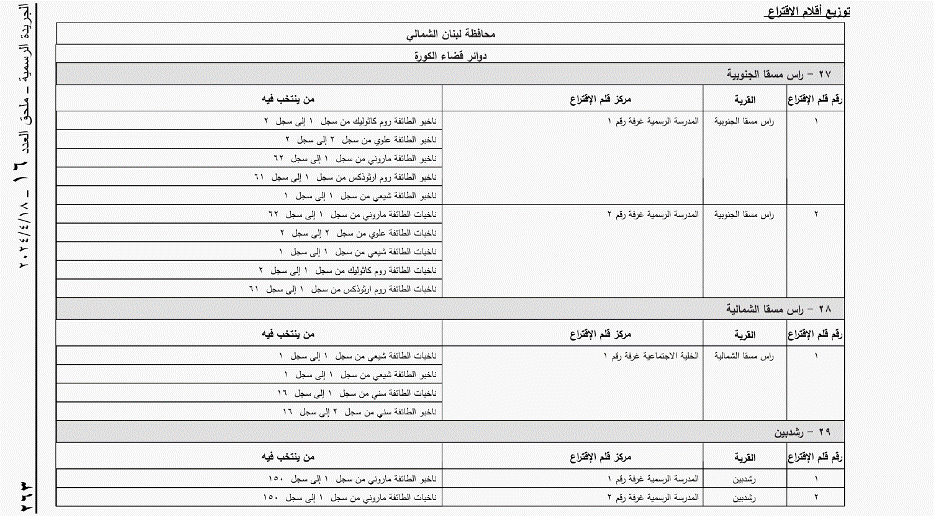 توزيع أقلام الاقتراع
محافظة لبنان الشمالي
دوائر قضاء الكورة
٢٧ - راس مسقا الجنوبية
رقم قلم الإقتراع القرية مركز قلم الإقتراع من ينتخب فيه
١ راس مسقا الجنوبية المدرسة الرسمية غرفة رقم ١ ناخبو الطائفة روم كاثوليك من سجل ١ إلى سجل ٢
ناخبو الطائفة علوي من سجل ٢ إلى سجل ٢
ناخبو الطائفة ماروني من سجل ١ إلى سجل ٦٢
ناخبو الطائفة روم ارثوذكس من سجل ١ إلى سجل ٦١
ناخبو الطائفة شيعي من سجل ١ إلى سجل ١
٢ راس مسقا الجنوبية المدرسة الرسمية غرفة رقم ٢ ناخبات الطائفة ماروني من سجل ١ إلى سجل ٦٢
ناخبات الطائفة علوي من سجل ٢ إلى سجل ٢
ناخبات الطائفة شيعي من سجل ١ إلى سجل ١
ناخبات الطائفة روم كاثوليك من سجل ١ إلى سجل ٢
ناخبات الطائفة روم ارثوذكس من سجل ١ إلى سجل ٦١
٢٨ - راس مسقا الشمالية
رقم قلم الإقتراع القرية مركز قلم الإقتراع من ينتخب فيه
١ راس مسقا الشمالية الخلية الاجتماعية غرفة رقم ١ ناخبات الطائفة شيعي من سجل ١ إلى سجل ١
ناخبو الطائفة شيعي من سجل ١ إلى سجل ١
ناخبات الطائفة سني من سجل ١ إلى سجل ١٦
ناخبو الطائفة سني من سجل ٢ إلى سجل ١٦
٢٩ - رشدبين
رقم قلم الإقتراع القرية مركز قلم الإقتراع من ينتخب فيه
١ رشدبين المدرسة الرسمية غرفة رقم ١ ناخبو الطائفة ماروني من سجل ١ إلى سجل ١٥٠
٢ رشدبين المدرسة الرسمية غرفة رقم ٢ ناخبات الطائفة ماروني من سجل ١ إلى سجل ١٥٠
الجريدة الرسمية - ملحق العدد ١٦ - ٢٠٢٤/٤/١٨
٢٦٣